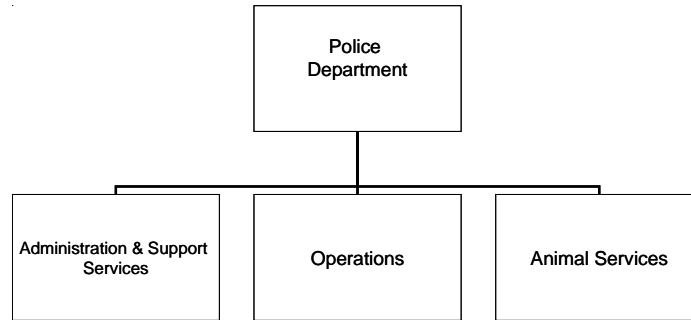 Police
Department
Administration & Support
Services
Operations
Animal Services